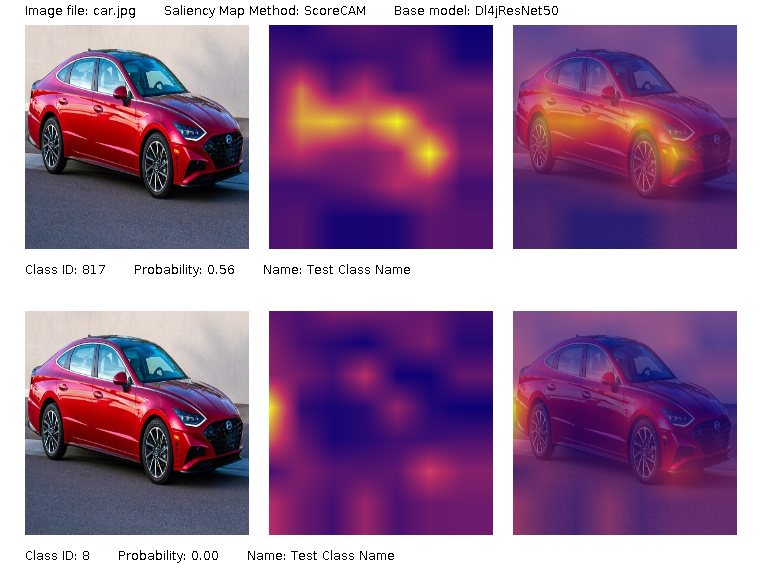 Image file: car.jpg Saliency Map Method: ScoreCAM Base model: Dl4jResNet50
Class ID: 817 Probability: 0.56 Name: Test Class Name
Class ID: 8 Probability: 0.00 Name: Test Class Name